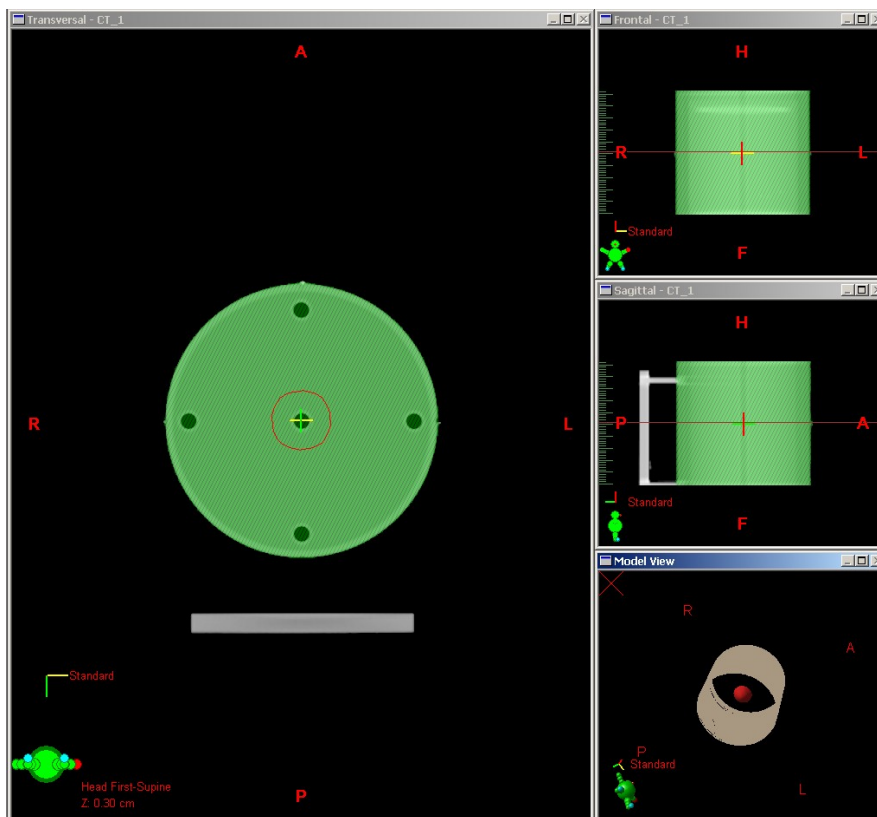 Transversal - CT_1
A
R
L
Standard
Head First-Supine
Z: 0.30 cm
P
Frontal - CT_1
H
R
L
L
Standard
F
Sagittal - CT_1
H
P
A
Standard
F
Model View
R
A
P
Standard
L